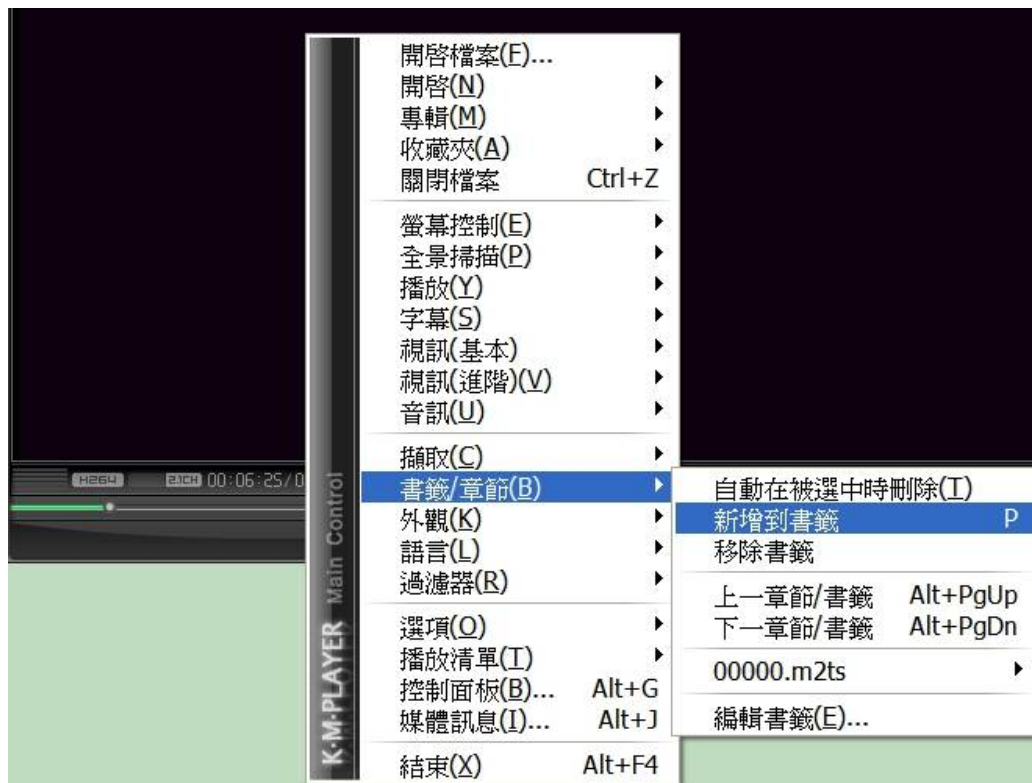 開啓檔案(F)...
開啓(N)
專輯(M)
收藏夾(A)
關閉檔案 Ctrl+Z
螢幕控制(E)
全景掃描(P)
播放(Y)
字幕(S)
視訊(基本)
視訊(進階)(V)
音訊(U)
擷取(C)
書籤/章節(B)
外觀(K)
語言(L)
過濾器(R)
選項(O)
播放清單(T)
控制面板(B)... Alt+G
媒體訊息(I)... Alt+J
結束(X) Alt+F4
自動在被選中時刪除(T)
新增到書籤 P
移除書籤
上一章節/書籤 Alt+PgUp
下一章節/書籤 Alt+PgDn
00000.m2ts
編輯書籤(E)...
K·M·PLAYER Main Control
H264 2.1CH 00:06:25/0